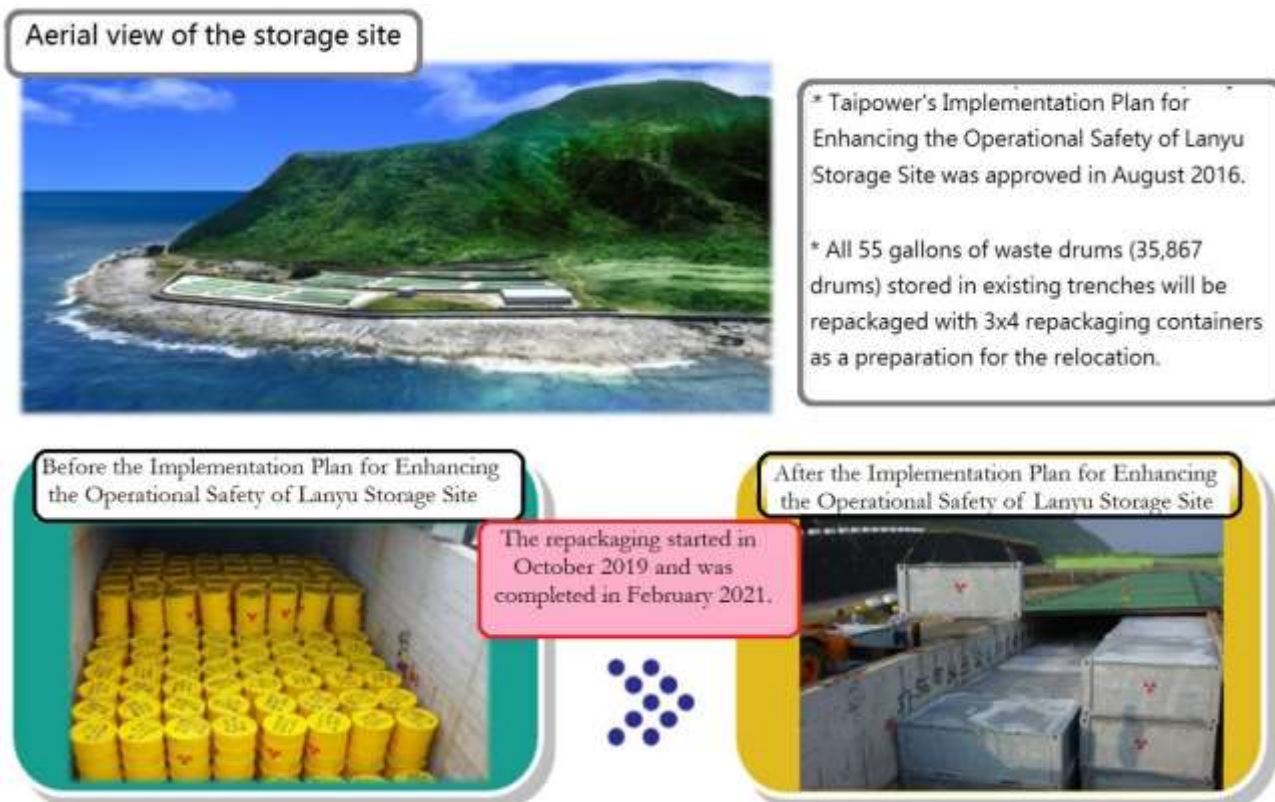 Aerial view of the storage site
* Taipower's Implementation Plan for
Enhancing the Operational Safety of Lanyu
Storage Site was approved in August 2016.
* All 55 gallons of waste drums (35,867
drums) stored in existing trenches will be
repackaged with 3x4 repackaging containers
as a preparation for the relocation.
Before the Implementation Plan for Enhancing
the Operational Safety of Lanyu Storage Site
The repackaging started in
October 2019 and was
completed in February 2021.
After the Implementation Plan for Enhancing
the Operational Safety of Lanyu Storage Site